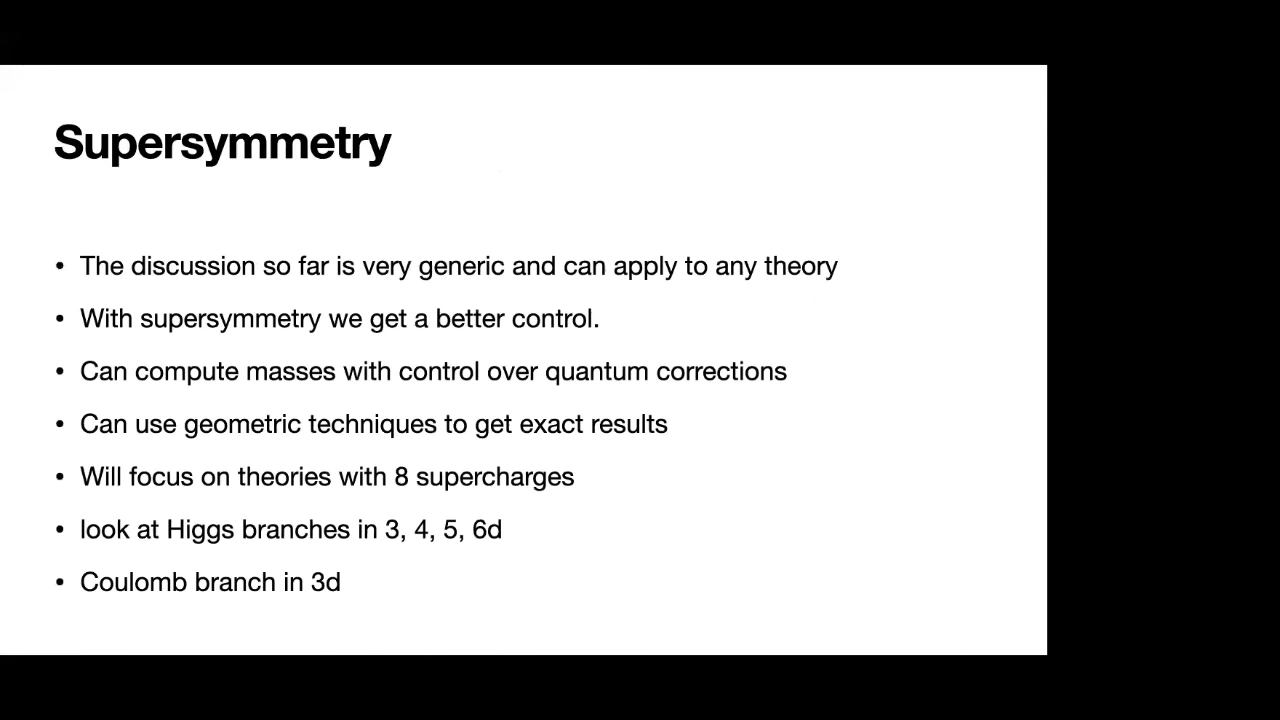 Supersymmetry
• The discussion so far is very generic and can apply to any theory
• With supersymmetry we get a better control.
• Can compute masses with control over quantum corrections
• Can use geometric techniques to get exact results
• Will focus on theories with 8 supercharges
• look at Higgs branches in 3, 4, 5, 6d
• Coulomb branch in 3d